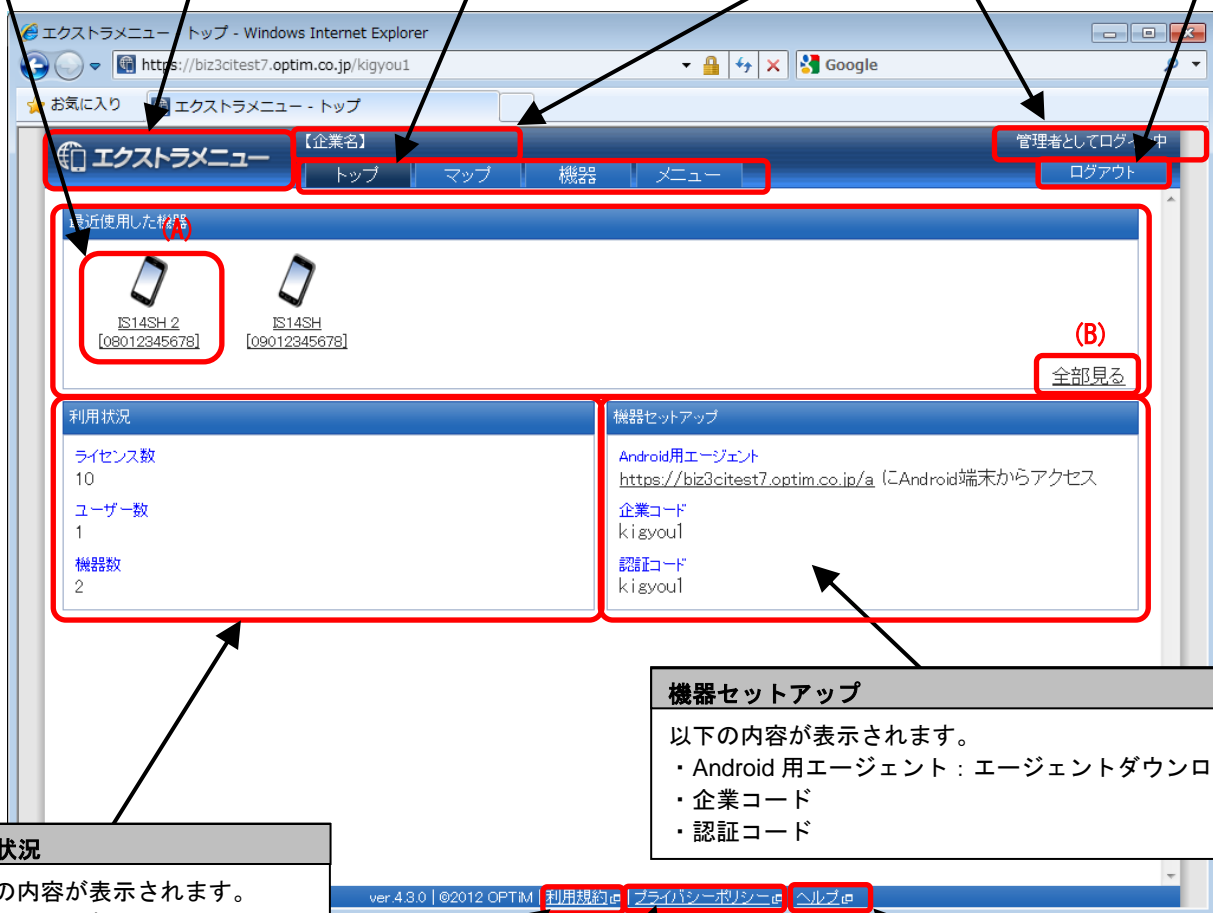 エクストラメニュー - トップ - Windows Internet Explorer
https://biz3citest7.optim.co.jp/kigyou1
Google
お気に入り
エクストラメニュー - トップ
エクストラメニュー
【企業名】
管理者としてログイン中
トップ マップ 機器 メニュー
ログアウト
最近使用した機器
(A)
IS14SH 2
[08012345678]
IS14SH
[09012345678]
(B)
全部見る
利用状況
ライセンス数
10
ユーザー数
1
機器数
2
機器セットアップ
Android用エージェント
https://biz3citest7.optim.co.jp/a にAndroid端末からアクセス
企業コード
kigyou1
認証コード
kigyou1
機器セットアップ
以下の内容が表示されます。
・Android 用エージェント：エージェントダウンロ
・企業コード
・認証コード
状況
の内容が表示されます。
ver.4.3.0 | ©2012 OPTiM | 利用規約 | プライバシーポリシー | ヘルプ